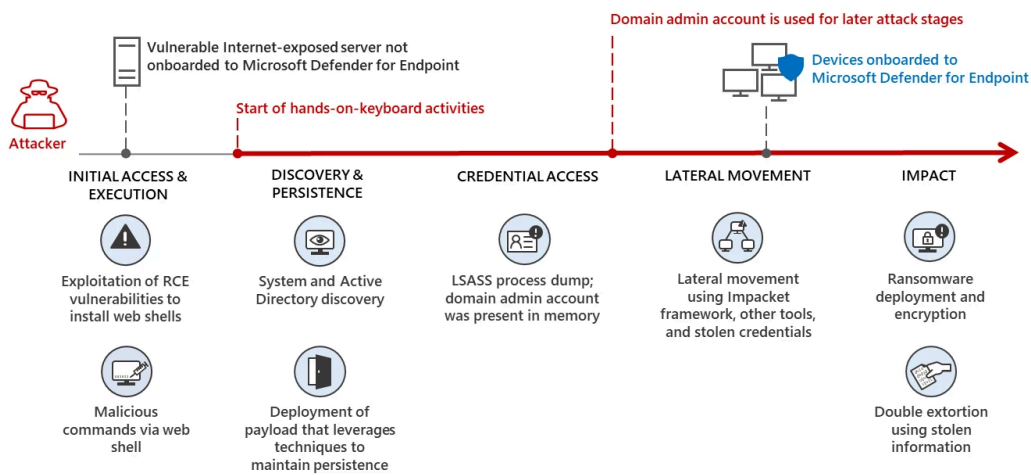 Domain admin account is used for later attack stages
Vulnerable Internet-exposed server not
onboarded to Microsoft Defender for Endpoint
Devices onboarded to
Microsoft Defender for Endpoint
Start of hands-on-keyboard activities
Attacker
INITIAL ACCESS &
EXECUTION
DISCOVERY &
PERSISTENCE
CREDENTIAL ACCESS
LATERAL MOVEMENT
IMPACT
Exploitation of RCE
vulnerabilities to
install web shells
System and Active
Directory discovery
LSASS process dump;
domain admin account
was present in memory
Lateral movement
using Impacket
framework, other tools,
and stolen credentials
Ransomware
deployment and
encryption
Malicious
commands via web
shell
Deployment of
payload that leverages
techniques to
maintain persistence
Double extortion
using stolen
information